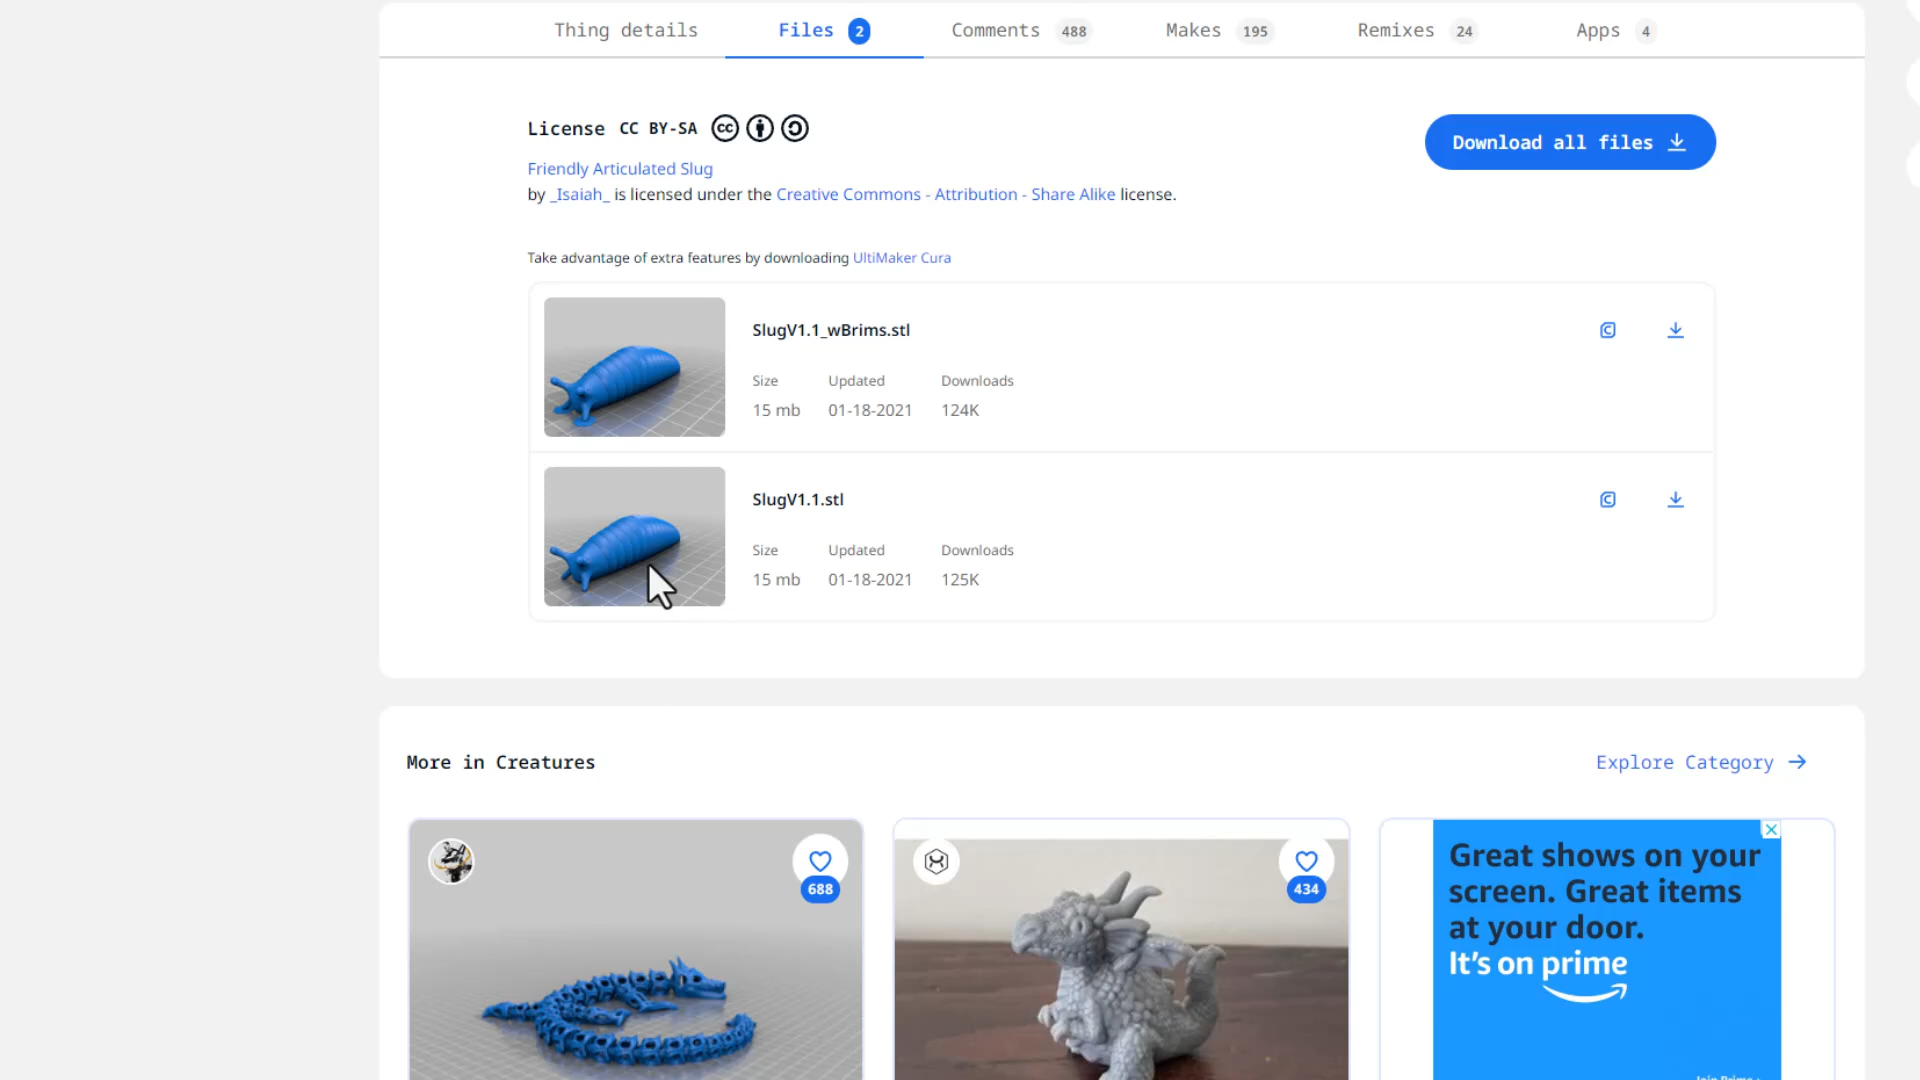 Thing details Files 2 Comments 488 Makes 195 Remixes 24 Apps 4
License CC BY-SA
Download all files
Friendly Articulated Slug
by _Isaiah_ is licensed under the Creative Commons - Attribution - Share Alike license.
Take advantage of extra features by downloading UltiMaker Cura
SlugV1.1_wBrims.stl
Size Updated Downloads
15 mb 01-18-2021 124K
SlugV1.1.stl
Size Updated Downloads
15 mb 01-18-2021 125K
More in Creatures
Explore Category
688
434
Great shows on your
screen. Great items
at your door.
It's on prime